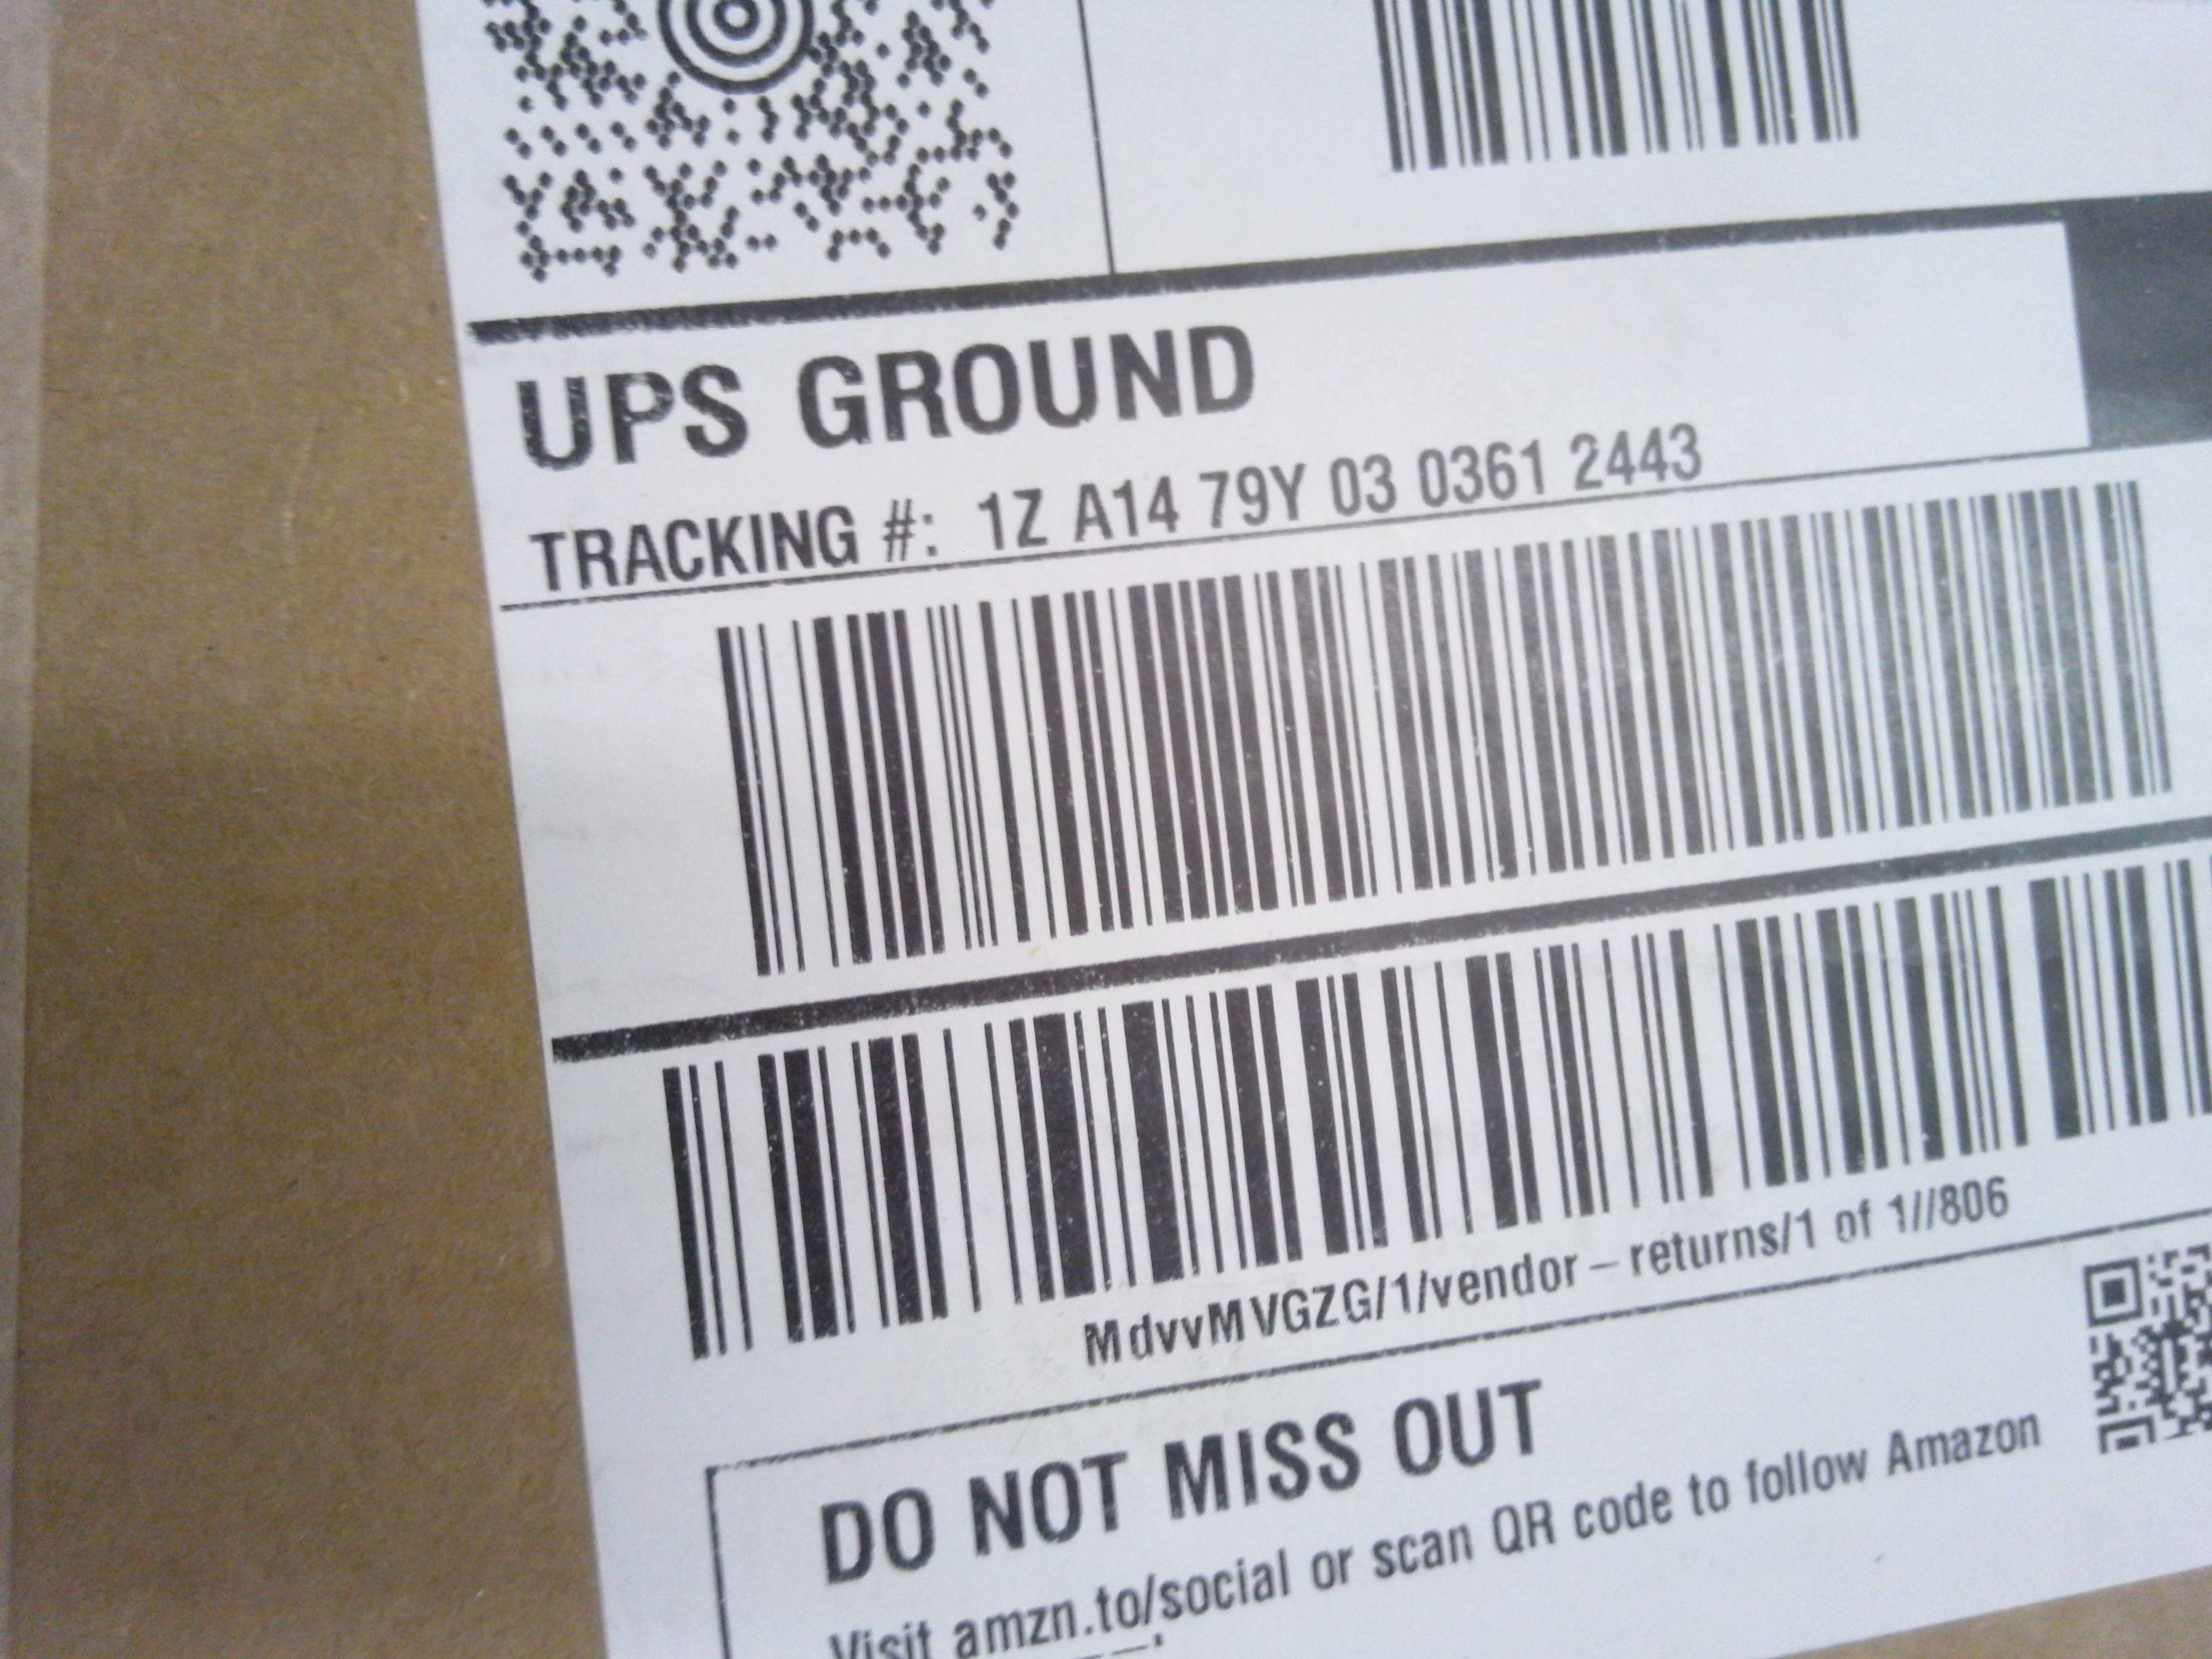 UPS GROUND
TRACKING #: 1Z A14 79Y 03 0361 2443
MdvvMVGZG/1/vendor-returns/1 of 1//806
DO NOT MISS OUT
Visit amzn.to/social or scan QR code to follow Amazon